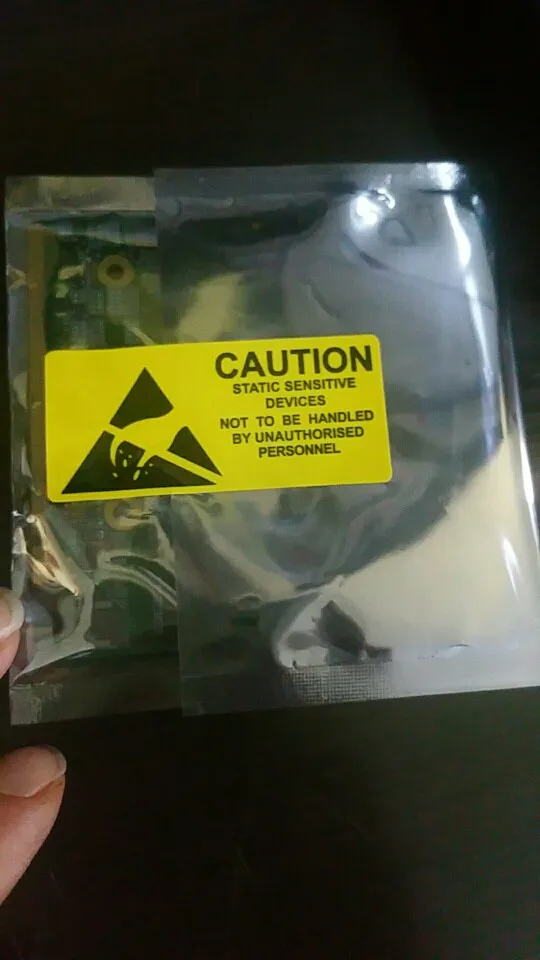 CAUTION
STATIC SENSITIVE
DEVICES
NOT TO BE HANDLED
BY UNAUTHORISED
PERSONNEL